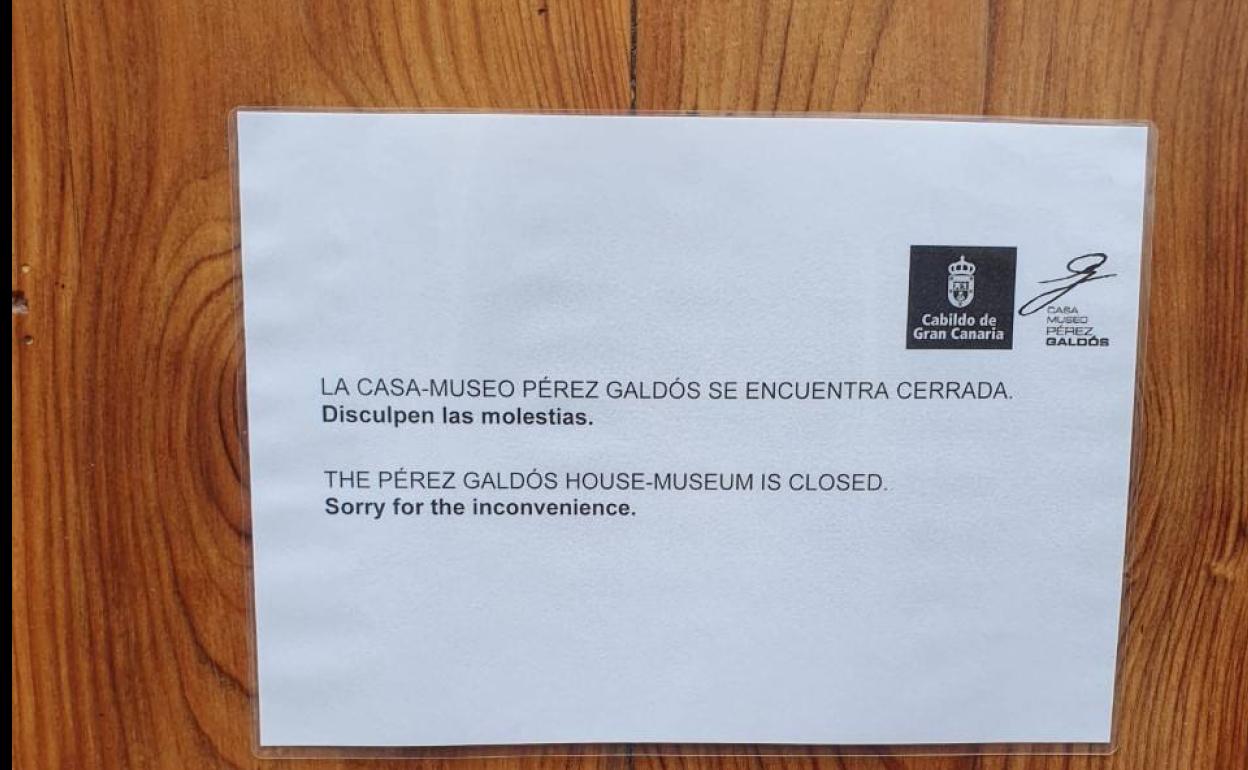 Cabildo de
Gran Canaria
CASA
MUSEO
PÉREZ
GALDÓS
LA CASA-MUSEO PÉREZ GALDÓS SE ENCUENTRA CERRADA.
Disculpen las molestias.
THE PÉREZ GALDÓS HOUSE-MUSEUM IS CLOSED.
Sorry for the inconvenience.